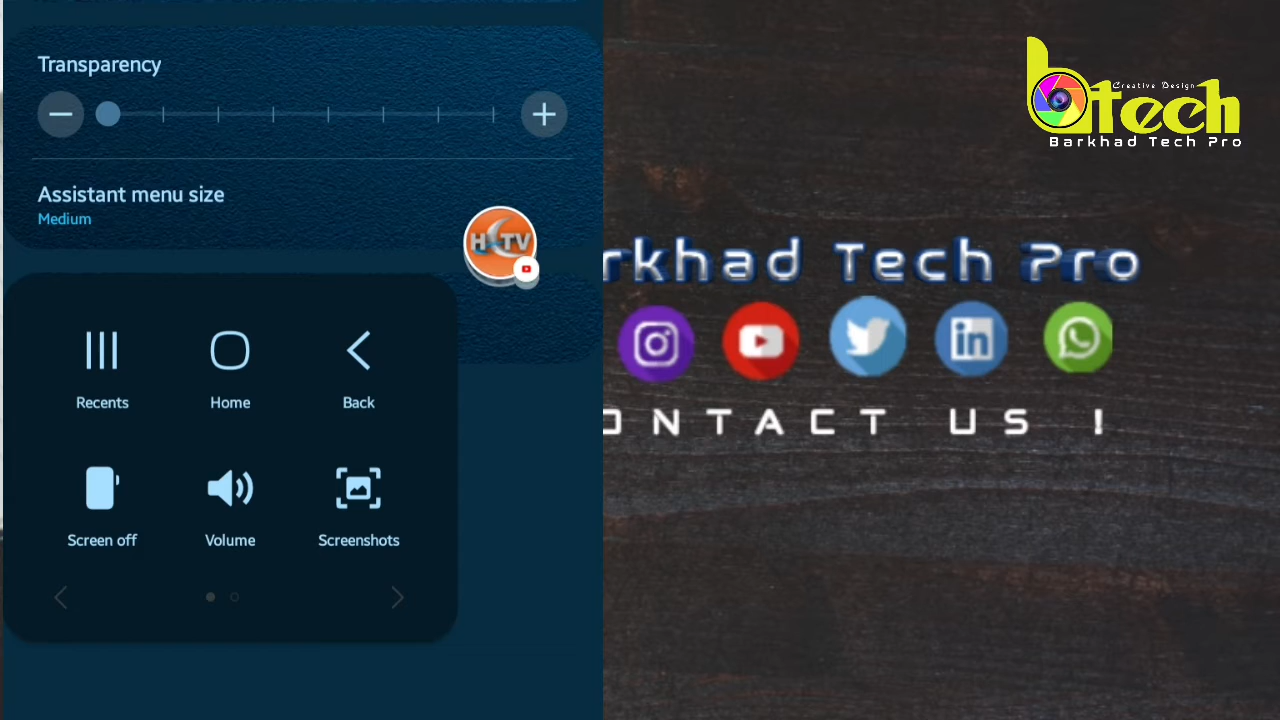 Transparency
Assistant menu size
Medium
HTV
Recents
Home
Back
Screen off
Volume
Screenshots
btech
Creative Design
Barkhad Tech Pro
rkhad Tech Pro
in
ONTACT US !